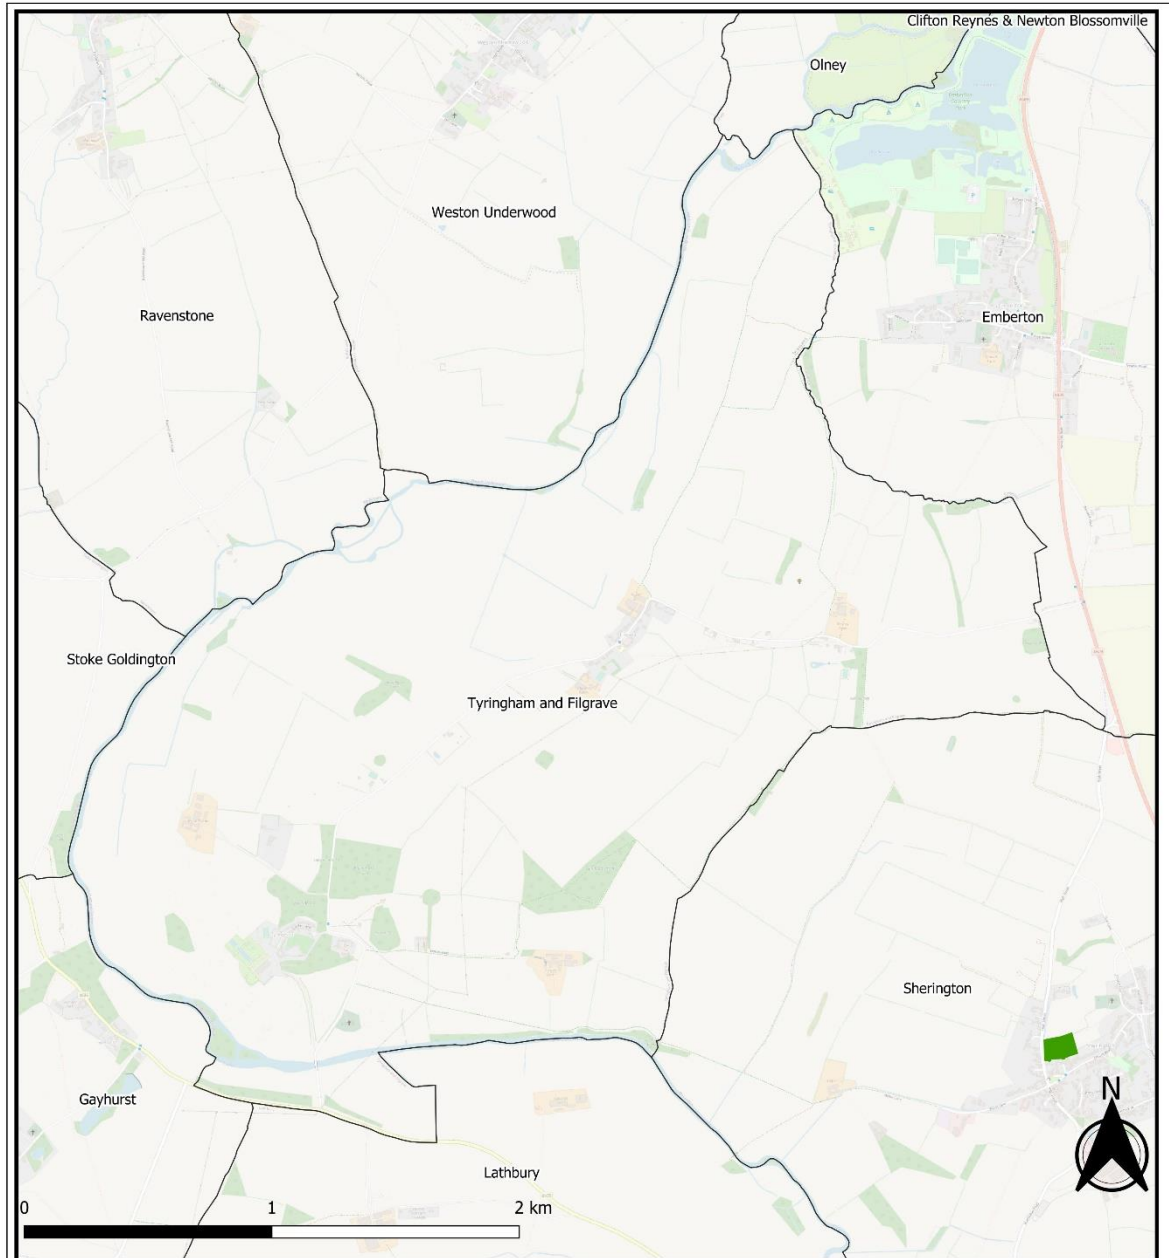 Clifton Reynes & Newton Blossomville
Olney
Weston Underwood
Ravenstone
Emberton
Stoke Goldington
Tyringham and Filgrave
Sherington
Gayhurst
Lathbury
N
0 1 2 km